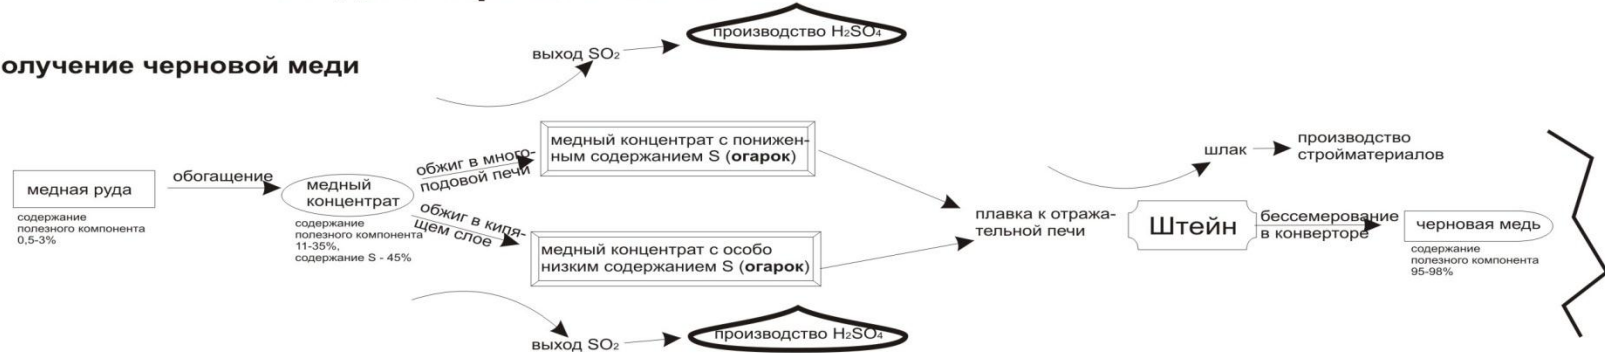 производство H₂SO₄
выход SO₂
олучение черновой меди
медный концентрат с понижен-
ным содержанием S (огарок)
обжиг в много-
подовой печи
шлак
производство
стройматериалов
медная руда
обогащение
медный
концентрат
содержание
полезного компонента
0,5-3%
содержание
полезного компонента
11-35%,
содержание S - 45%
обжиг в кипя-
щем слое
медный концентрат с особо
низким содержанием S (огарок)
плавка к отража-
тельной печи
Штейн
бессемерование
в конверторе
черновая медь
содержание
полезного компонента
95-98%
выход SO₂
производство H₂SO₄